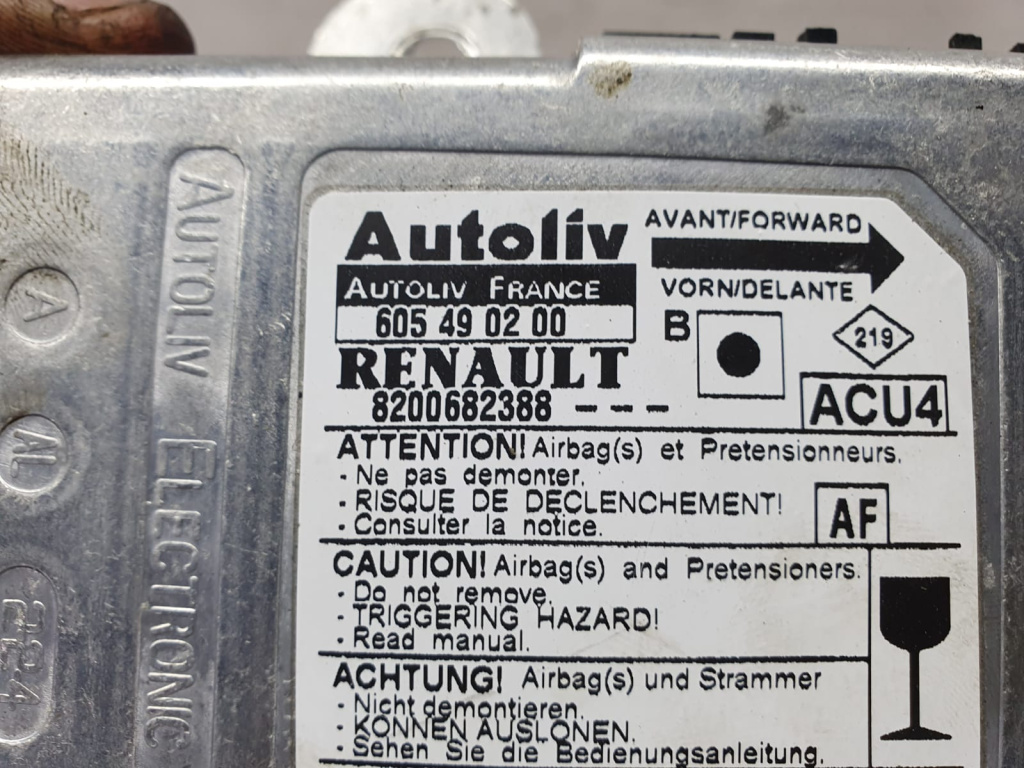 Autoliv
AUTOLIV FRANCE
605 49 02 00
RENAULT
8200682388 ---
AVANT/FORWARD
VORN/DELANTE
B
219
ACU4
ATTENTION! Airbag(s) et Pretensionneurs.
- Ne pas demonter.
- RISQUE DE DECLENCHEMENT!
- Consulter la notice.
AF
CAUTION! Airbag(s) and Pretensioners.
- Do not remove.
- TRIGGERING HAZARD!
- Read manual.
ACHTUNG! Airbag(s) und Strammer
- Nicht demontieren.
- KONNEN AUSLONEN.
- Sehen Sie die Bedienungsanleitung.
AUTOLIV ELECTRONIC
A
AL